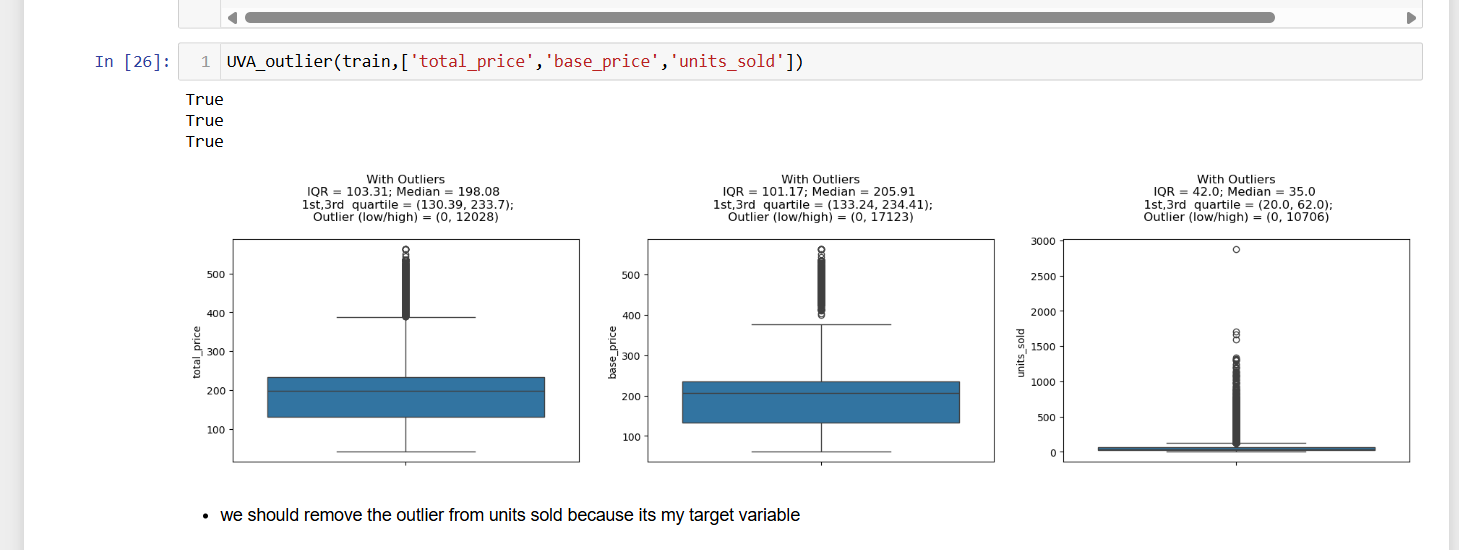 In [26]:
1 UVA_outlier(train,['total_price','base_price','units_sold'])
True
True
True
With Outliers
IQR = 103.31; Median = 198.08
1st,3rd  quartile = (130.39, 233.7);
Outlier (low/high) = (0, 12028)
total_price
500
400
300
200
100
With Outliers
IQR = 101.17; Median = 205.91
1st,3rd  quartile = (133.24, 234.41);
Outlier (low/high) = (0, 17123)
base_price
500
400
300
200
100
With Outliers
IQR = 42.0; Median = 35.0
1st,3rd  quartile = (20.0, 62.0);
Outlier (low/high) = (0, 10706)
units_sold
3000
2500
2000
1500
1000
500
0
• we should remove the outlier from units sold because its my target variable